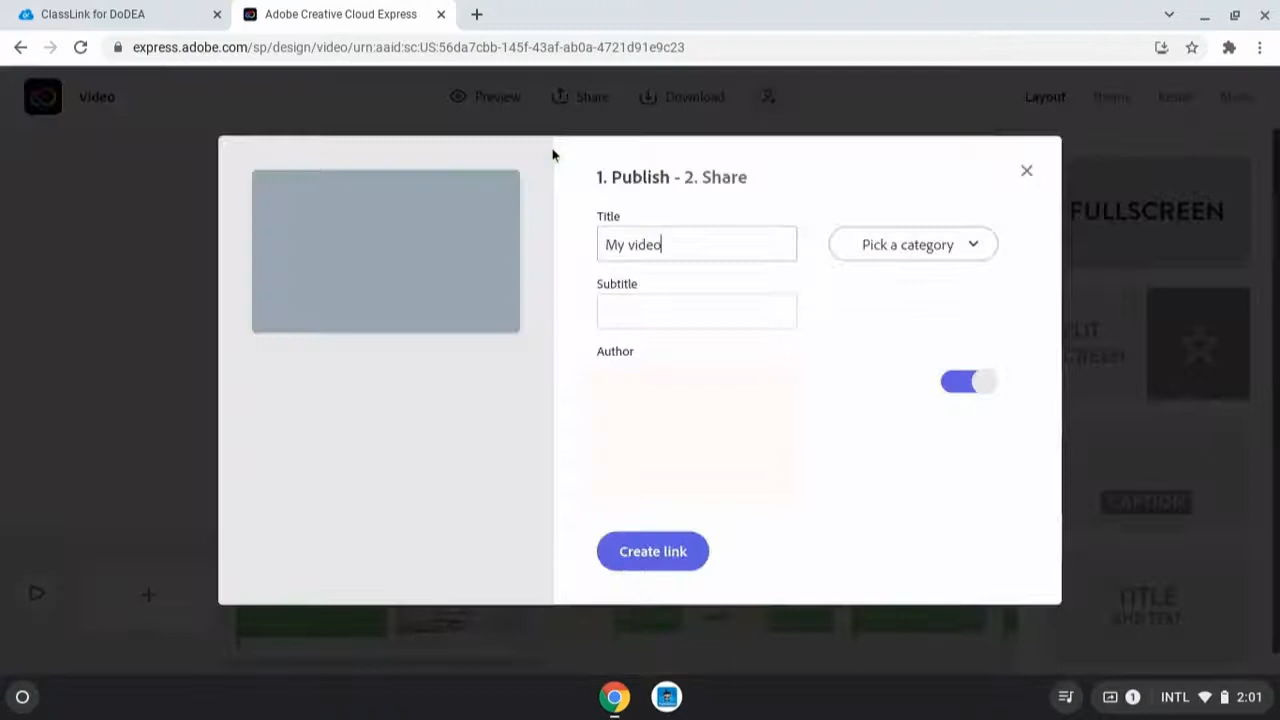 ClassLink for DoDEA
Adobe Creative Cloud Express
express.adobe.com/sp/design/video/urn:aaid:sc:US:56da7cbb-145f-43af-ab0a-4721d91e9c23
Video
Preview
Share
Download
Layout
Theme
Resize
Music
1. Publish - 2. Share
Title
My video
Pick a category
Subtitle
Author
Create link
FULLSCREEN
SPLIT
SCREEN
CAPTION
TITLE
AND TEXT
1
INTL
2:01